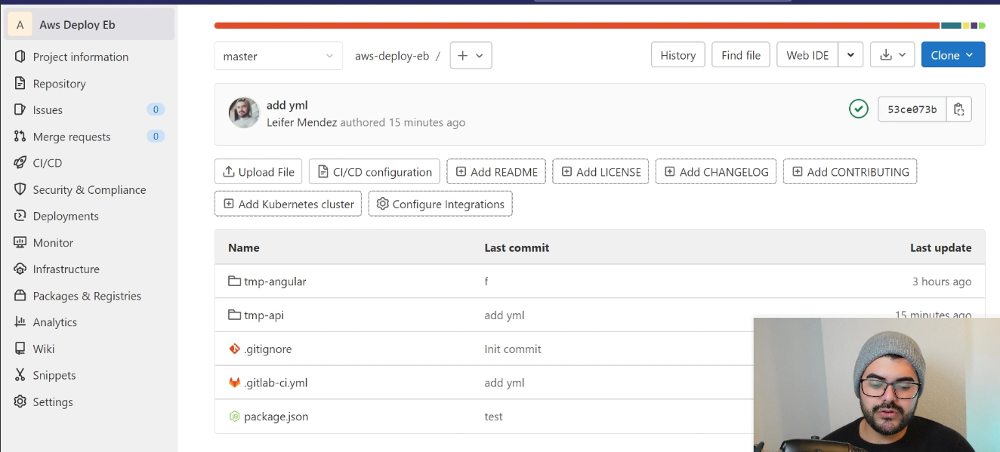 A Aws Deploy Eb
Project information
Repository
Issues 0
Merge requests 0
CI/CD
Security & Compliance
Deployments
Monitor
Infrastructure
Packages & Registries
Analytics
Wiki
Snippets
Settings
master aws-deploy-eb / + History Find file Web IDE Clone
add yml
Leifer Mendez authored 15 minutes ago 53ce073b
Upload File CI/CD configuration Add README Add LICENSE Add CHANGELOG Add CONTRIBUTING
Add Kubernetes cluster Configure Integrations
Name Last commit Last update
tmp-angular f 3 hours ago
tmp-api add yml 15 minutes ago
.gitignore Init commit
.gitlab-ci.yml add yml
package.json test